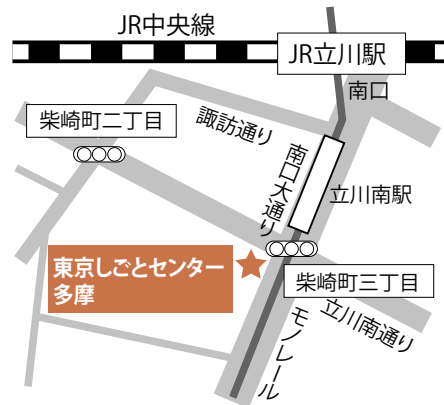 JR中央線
JR立川駅
南口
柴崎町二丁目
諏訪通り
南口大通り
立川南駅
東京しごとセンター
多摩
柴崎町三丁目
立川南通り
モノレール